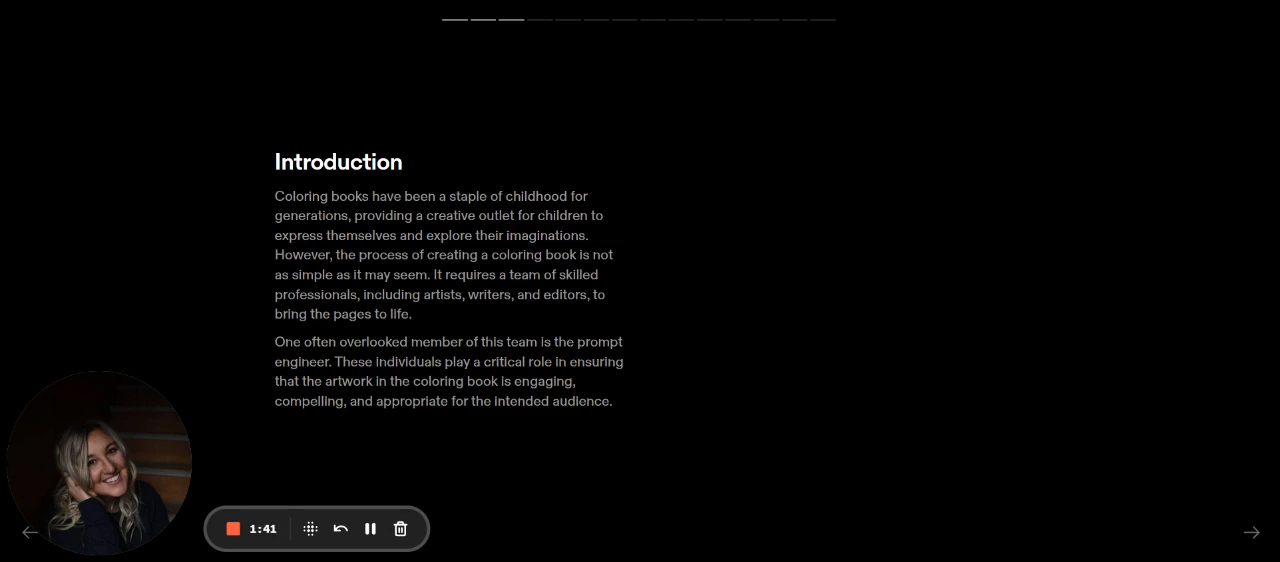 Introduction
Coloring books have been a staple of childhood for
generations, providing a creative outlet for children to
express themselves and explore their imaginations.
However, the process of creating a coloring book is not
as simple as it may seem. It requires a team of skilled
professionals, including artists, writers, and editors, to
bring the pages to life.
One often overlooked member of this team is the prompt
engineer. These individuals play a critical role in ensuring
that the artwork in the coloring book is engaging,
compelling, and appropriate for the intended audience.
1:41